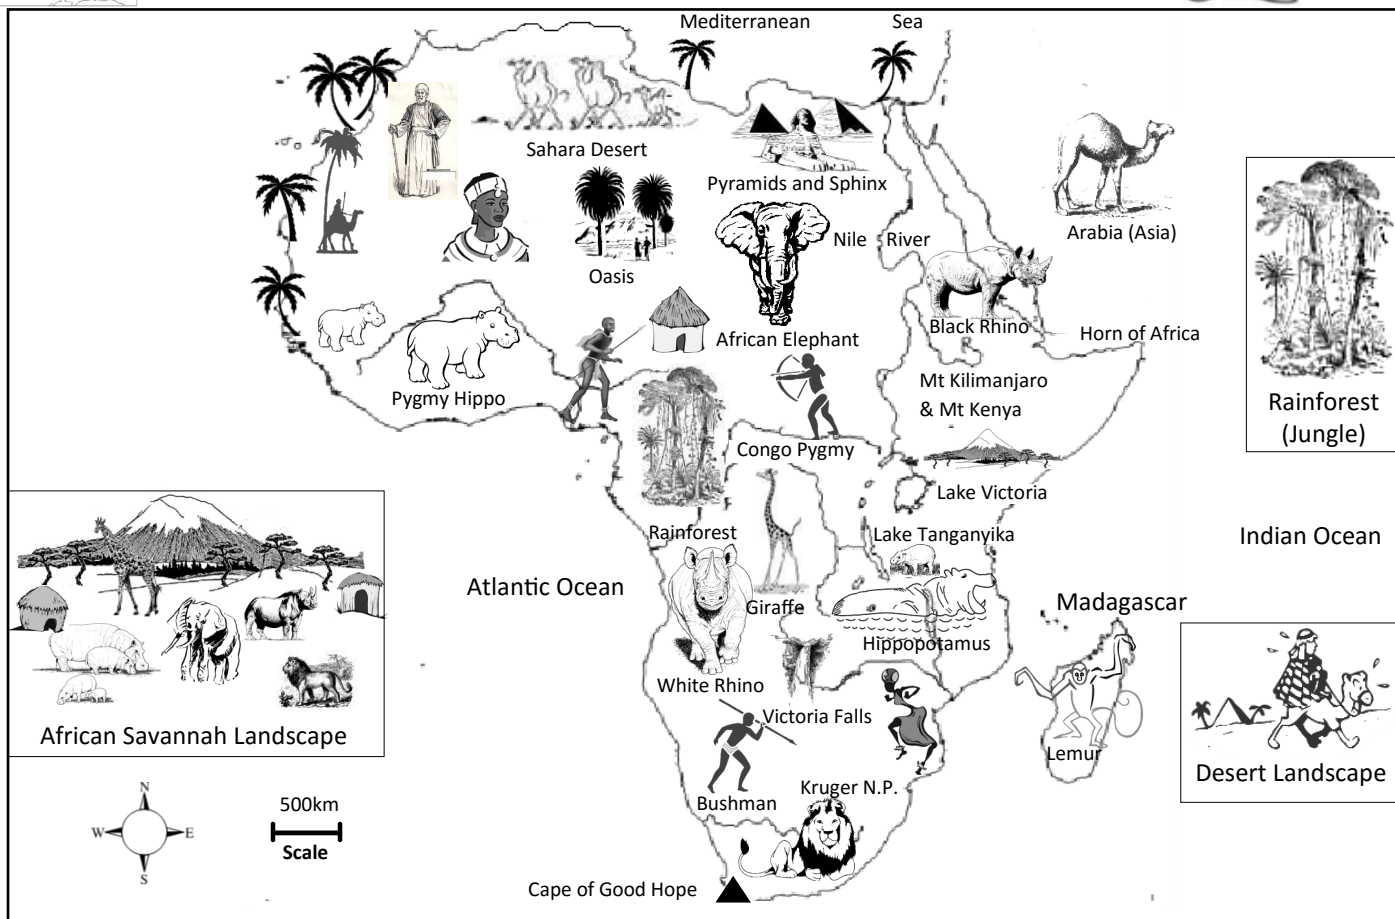 Mediterranean Sea
Sahara Desert
Pyramids and Sphinx
Arabia (Asia)
Nile River
Oasis
Black Rhino
Horn of Africa
African Elephant
Mt Kilimanjaro
& Mt Kenya
Pygmy Hippo
Rainforest
(Jungle)
Congo Pygmy
Lake Victoria
Rainforest
Lake Tanganyika
Indian Ocean
Atlantic Ocean
Giraffe
Madagascar
Hippopotamus
White Rhino
Victoria Falls
African Savannah Landscape
Lemur
Desert Landscape
Kruger N.P.
Bushman
N
W E
S
500km
Scale
Cape of Good Hope